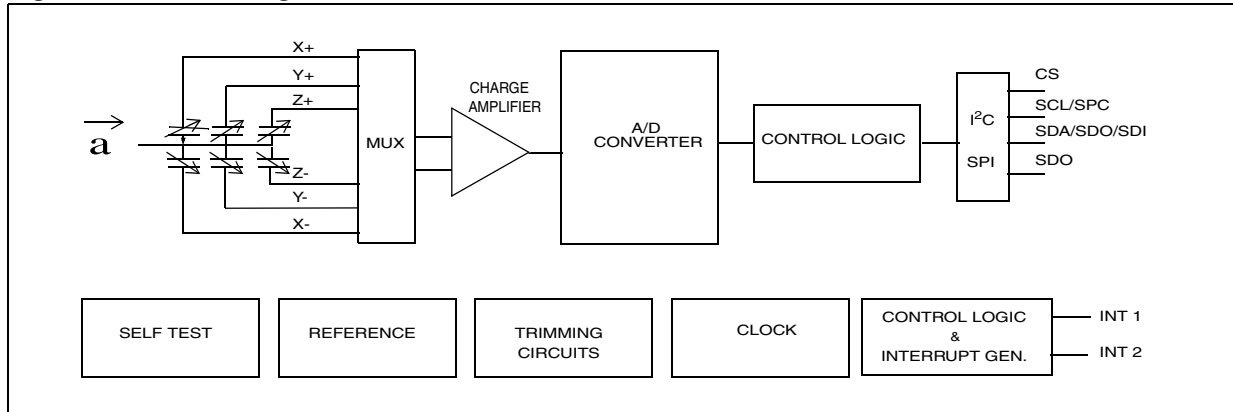 X+
Y+
Z+
a
Z-
Y-
X-
MUX
CHARGE
AMPLIFIER
A/D
CONVERTER
CONTROL LOGIC
I²C
SPI
CS
SCL/SPC
SDA/SDO/SDI
SDO
SELF TEST
REFERENCE
TRIMMING
CIRCUITS
CLOCK
CONTROL LOGIC
&
INTERRUPT GEN.
INT 1
INT 2